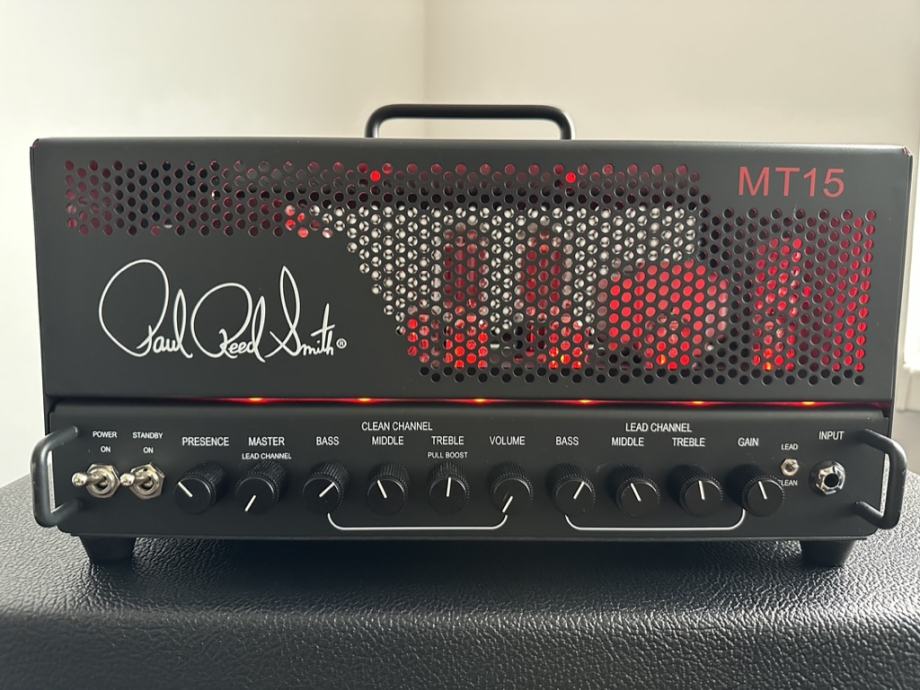 MT15
Paul Reed Smith®
POWER
ON
STANDBY
ON
PRESENCE
MASTER
LEAD CHANNEL
CLEAN CHANNEL
BASS
MIDDLE
TREBLE
PULL BOOST
VOLUME
LEAD CHANNEL
BASS
MIDDLE
TREBLE
GAIN
LEAD
CLEAN
INPUT